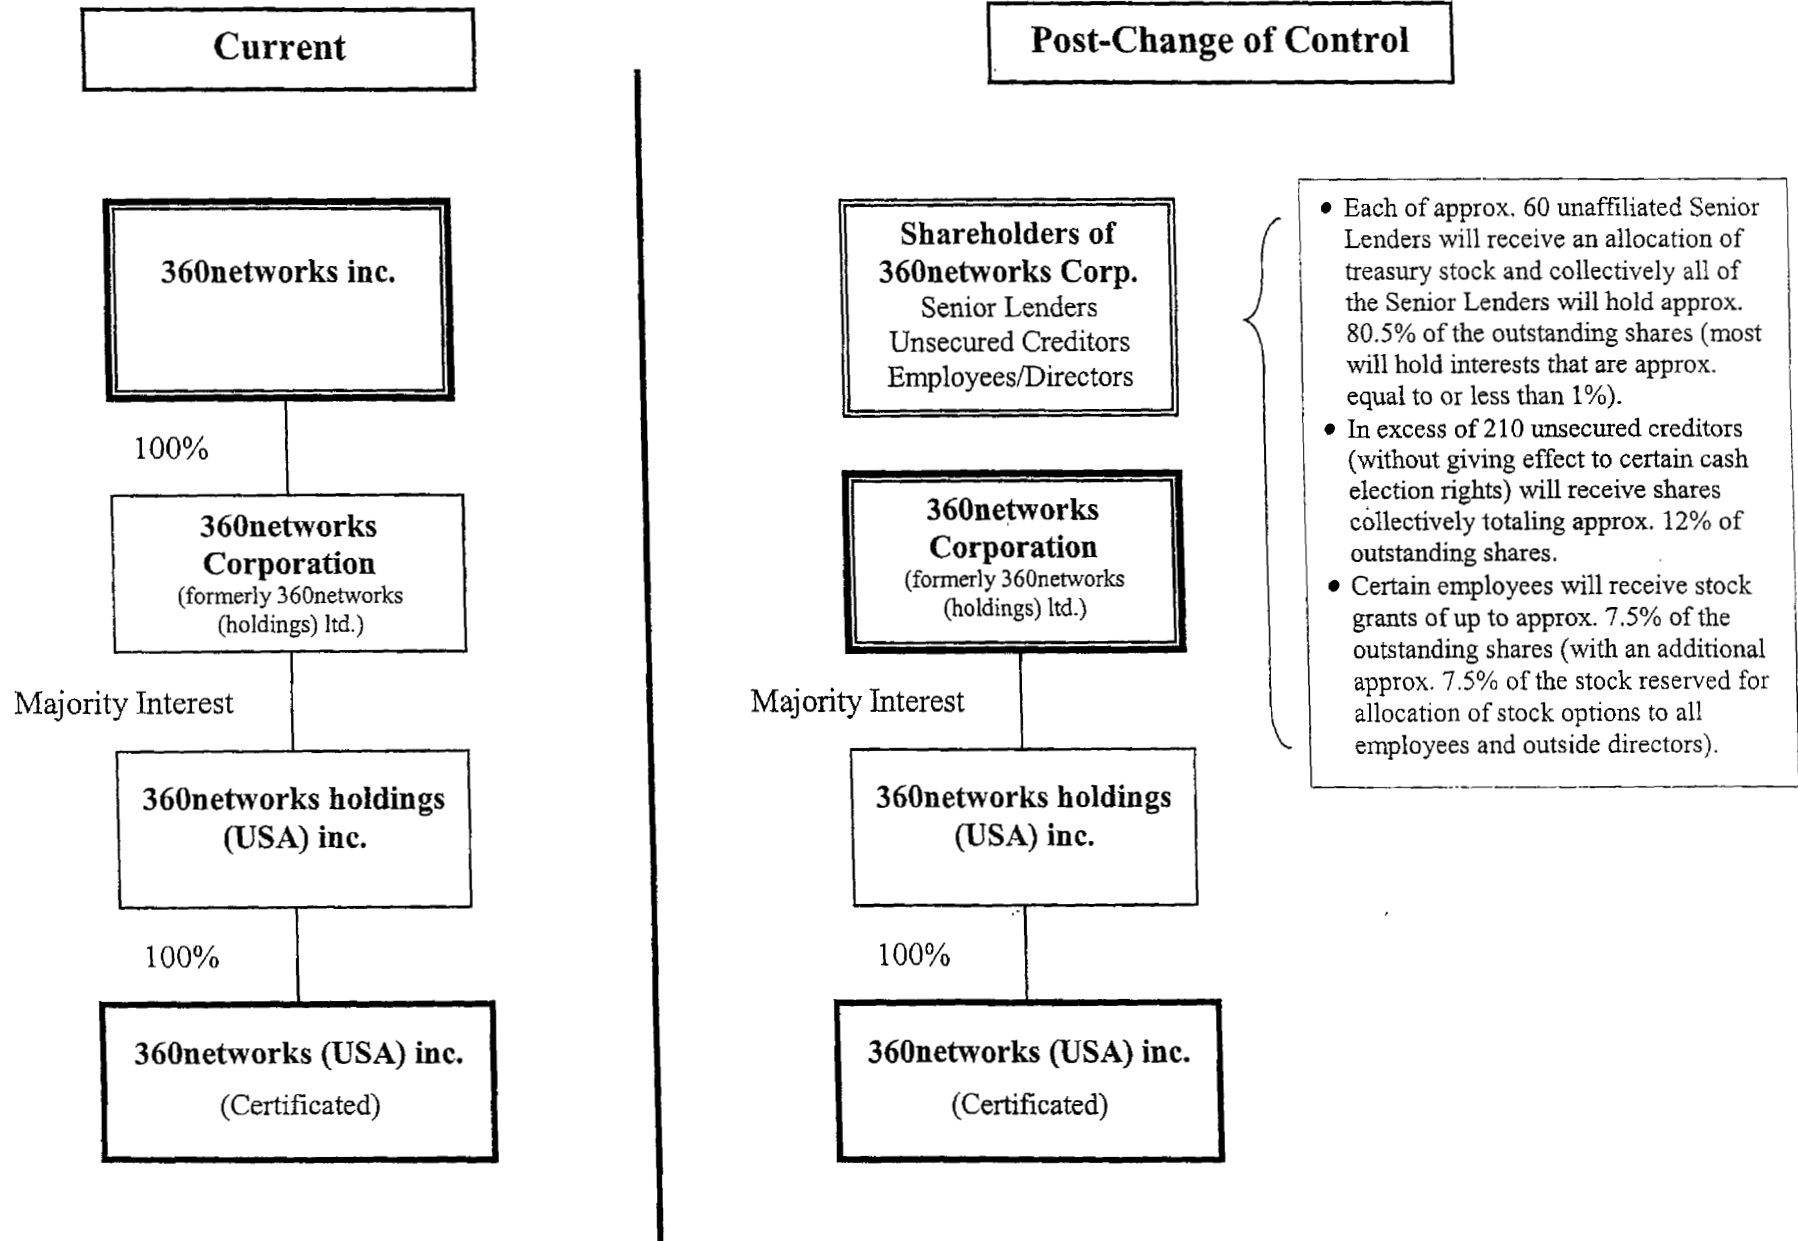 Current
360networks inc.
100%
360networks
Corporation
(formerly 360networks
(holdings) ltd.)
Majority Interest
360networks holdings
(USA) inc.
100%
360networks (USA) inc.
(Certificated)
Post-Change of Control
Shareholders of
360networks Corp.
Senior Lenders
Unsecured Creditors
Employees/Directors
360networks
Corporation
(formerly 360networks
(holdings) ltd.)
Majority Interest
360networks holdings
(USA) inc.
100%
360networks (USA) inc.
(Certificated)
• Each of approx. 60 unaffiliated Senior
Lenders will receive an allocation of
treasury stock and collectively all of
the Senior Lenders will hold approx.
80.5% of the outstanding shares (most
will hold interests that are approx.
equal to or less than 1%).
• In excess of 210 unsecured creditors
(without giving effect to certain cash
election rights) will receive shares
collectively totaling approx. 12% of
outstanding shares.
• Certain employees will receive stock
grants of up to approx. 7.5% of the
outstanding shares (with an additional
approx. 7.5% of the stock reserved for
allocation of stock options to all
employees and outside directors).